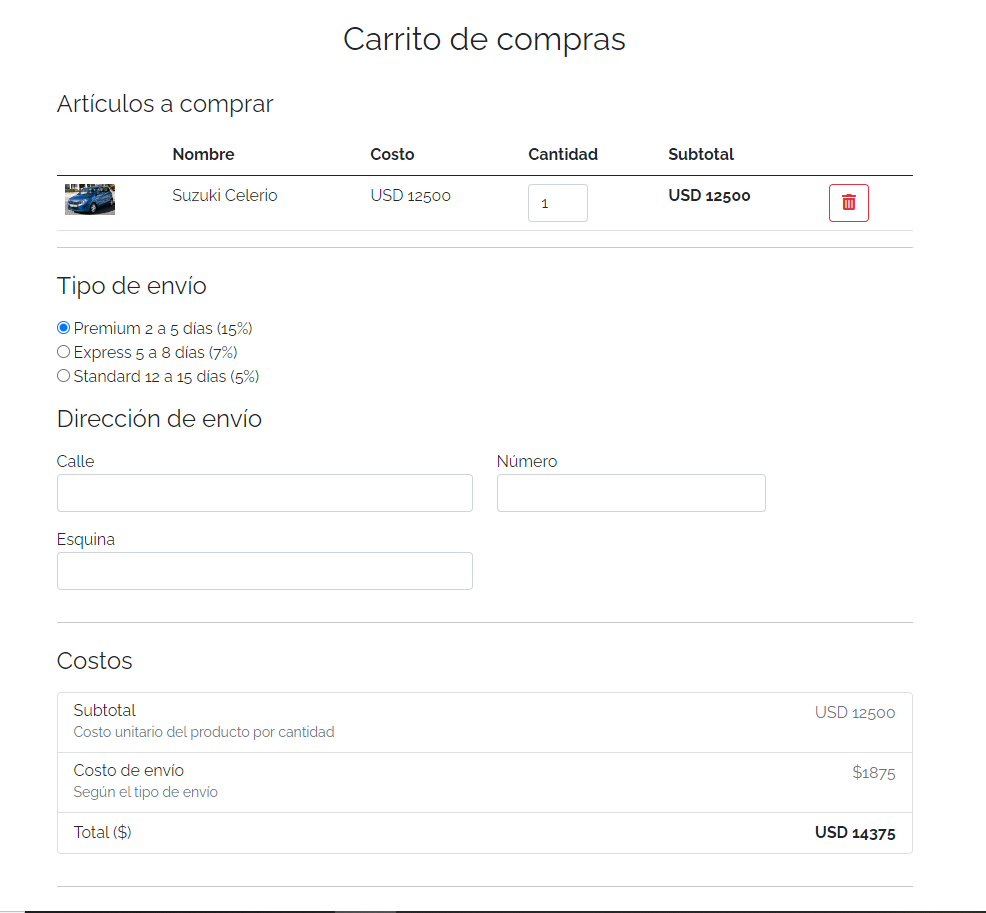 Carrito de compras
Artículos a comprar
Nombre Costo Cantidad Subtotal
Suzuki Celerio USD 12500 1 USD 12500
Tipo de envío
Premium 2 a 5 días (15%)
Express 5 a 8 días (7%)
Standard 12 a 15 días (5%)
Dirección de envío
Calle Número
Esquina
Costos
Subtotal USD 12500
Costo unitario del producto por cantidad
Costo de envío $1875
Según el tipo de envío
Total ($) USD 14375